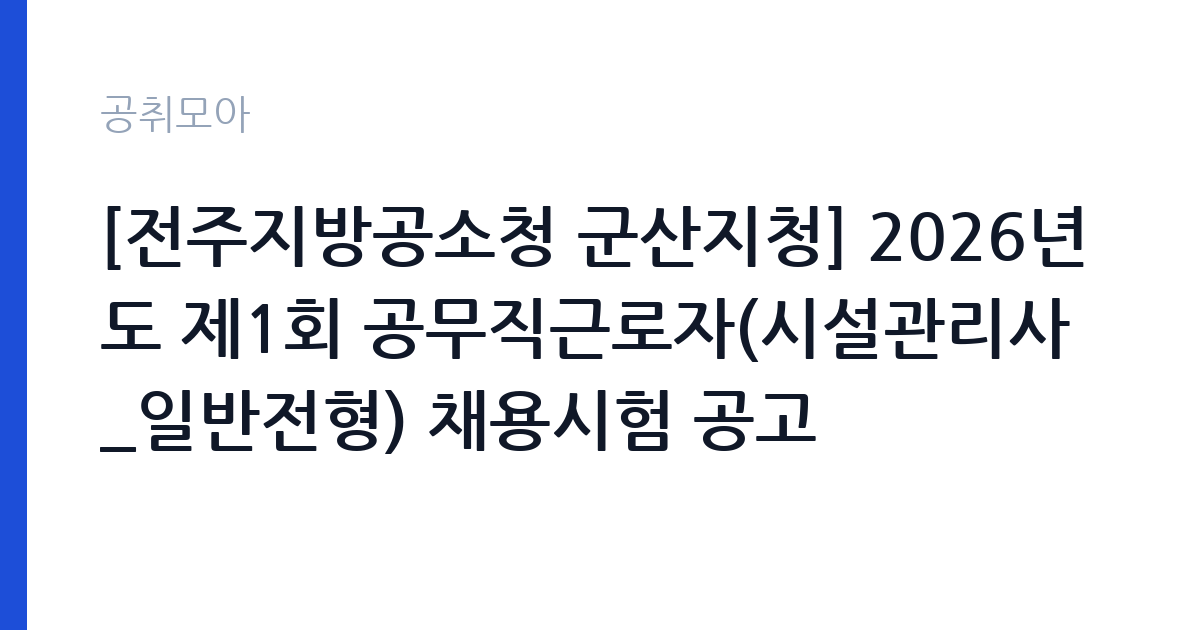 공취모아
[전주지방공소청 군산지청] 2026년
도 제1회 공무직근로자(시설관리사
_일반전형) 채용시험 공고